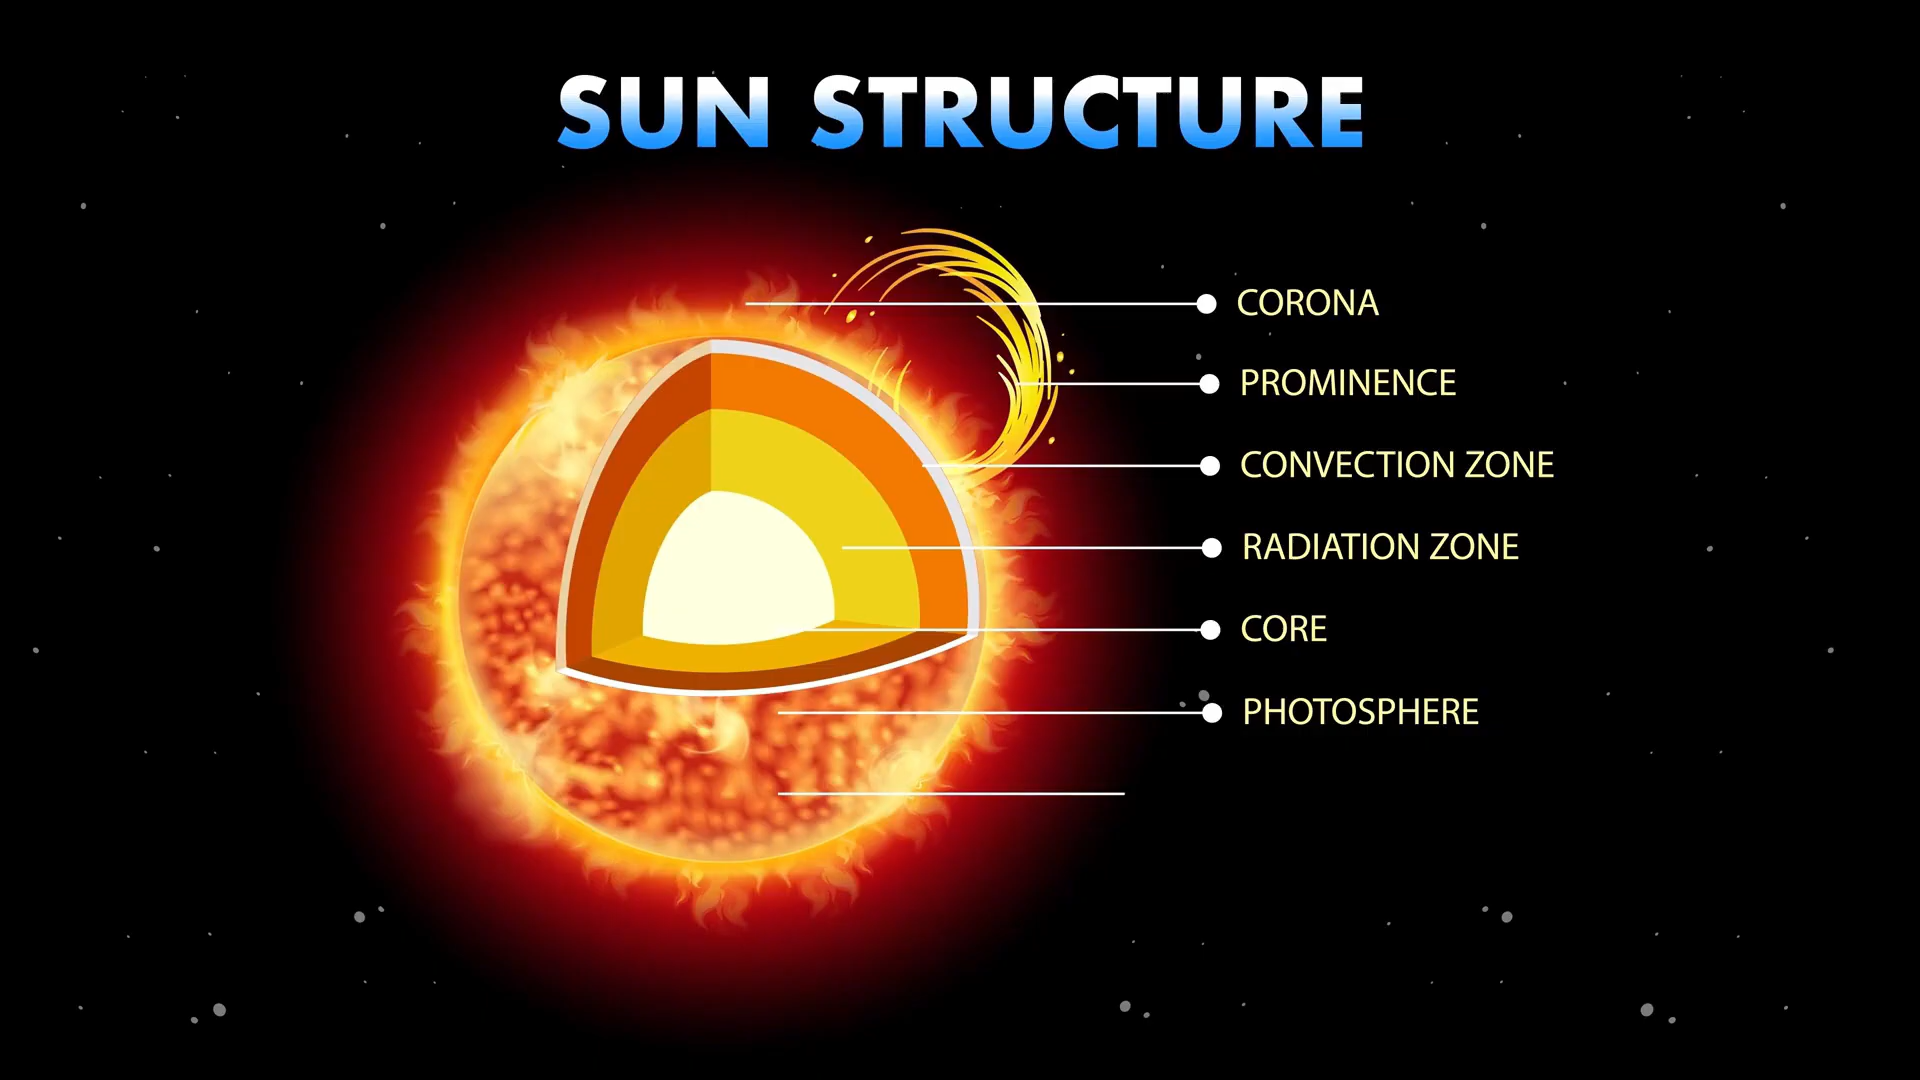 SUN STRUCTURE
CORONA
PROMINENCE
CONVECTION ZONE
RADIATION ZONE
CORE
PHOTOSPHERE